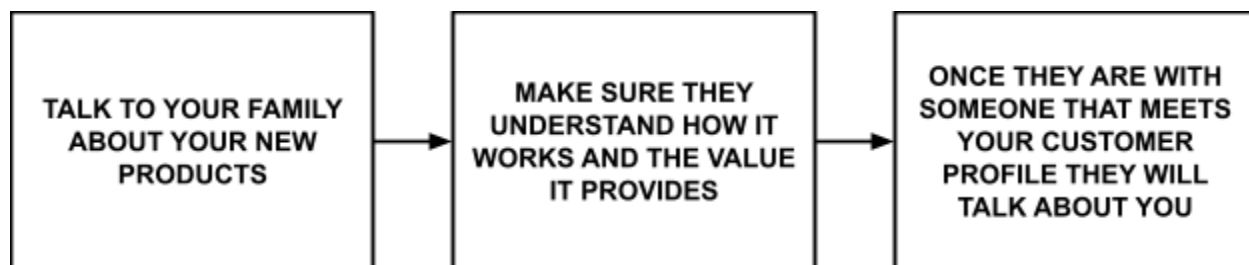 TALK TO YOUR FAMILY
ABOUT YOUR NEW
PRODUCTS
MAKE SURE THEY
UNDERSTAND HOW IT
WORKS AND THE VALUE
IT PROVIDES
ONCE THEY ARE WITH
SOMEONE THAT MEETS
YOUR CUSTOMER
PROFILE THEY WILL
TALK ABOUT YOU